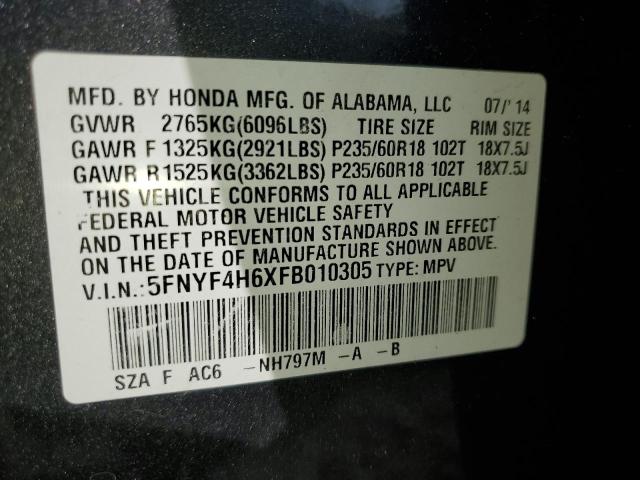 MFD. BY HONDA MFG. OF ALABAMA, LLC 07/'14
GVWR 2765KG(6096LBS) TIRE SIZE RIM SIZE
GAWR F 1325KG(2921LBS) P235/60R18 102T 18X7.5J
GAWR R 1525KG(3362LBS) P235/60R18 102T 18X7.5J
THIS VEHICLE CONFORMS TO ALL APPLICABLE
FEDERAL MOTOR VEHICLE SAFETY
AND THEFT PREVENTION STANDARDS IN EFFECT
ON THE DATE OF MANUFACTURE SHOWN ABOVE.
V.I.N.:5FNYF4H6XFB010305 TYPE: MPV
SZA F AC6 -NH797M -A -B